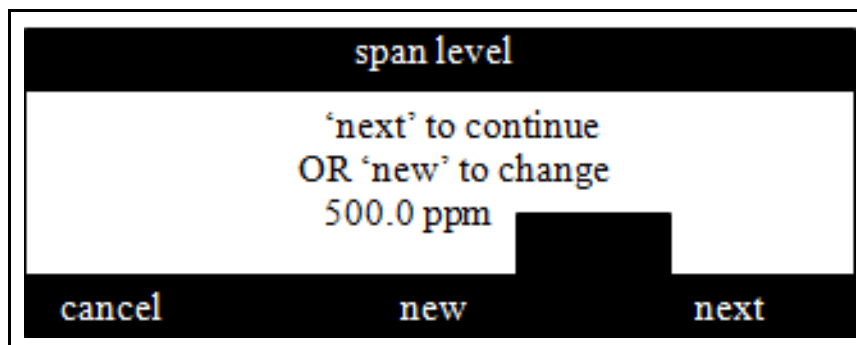 span level
‘next’ to continue
OR ‘new’ to change
500.0 ppm
cancel new next